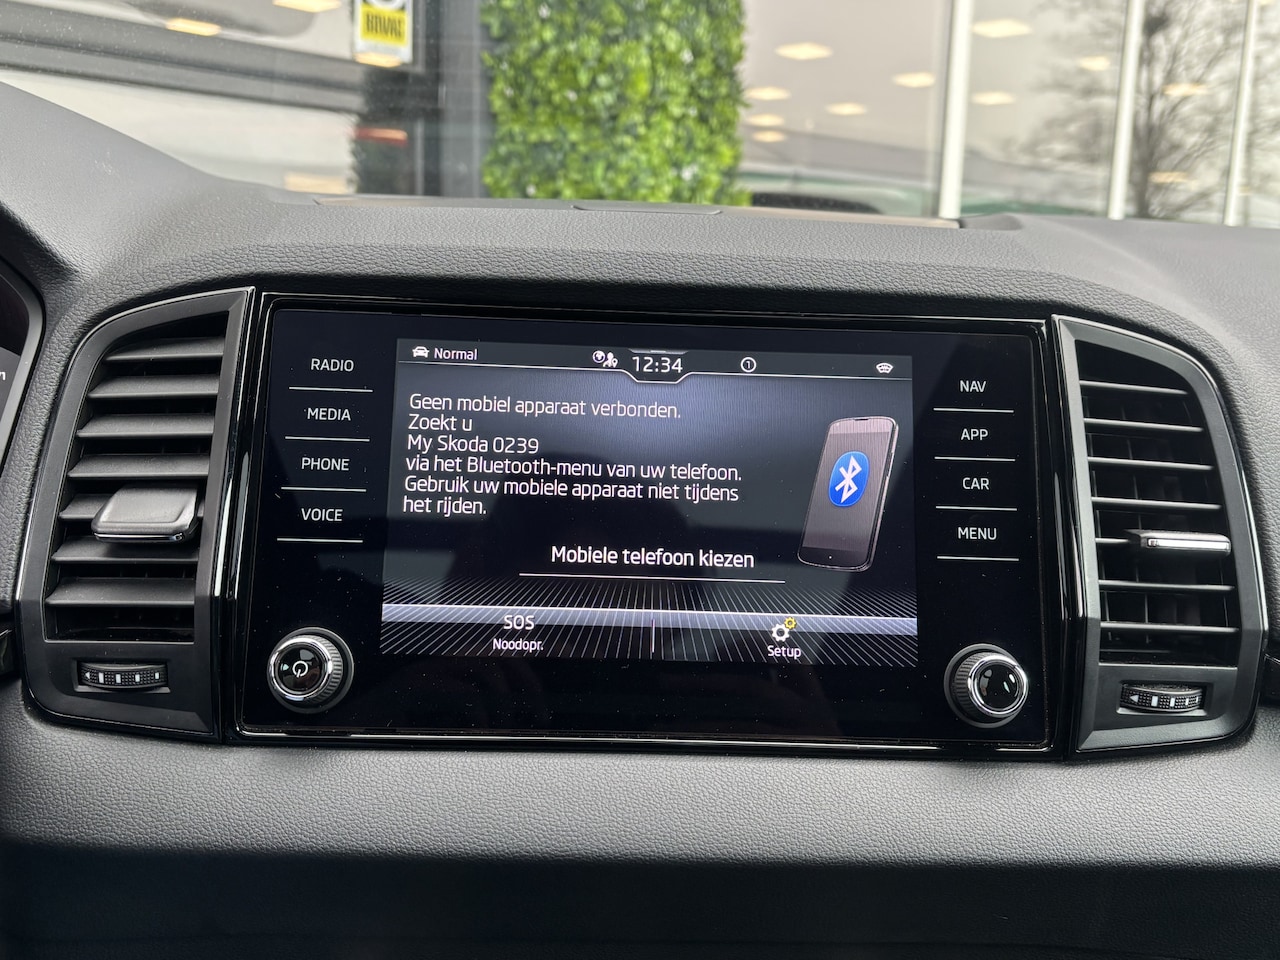 BOVAG
RADIO
MEDIA
PHONE
VOICE
Normal
12:34
1
Geen mobiel apparaat verbonden.
Zoekt u
My Skoda 0239
via het Bluetooth-menu van uw telefoon.
Gebruik uw mobiele apparaat niet tijdens
het rijden.
Mobiele telefoon kiezen
SOS
Noodopr.
Setup
NAV
APP
CAR
MENU